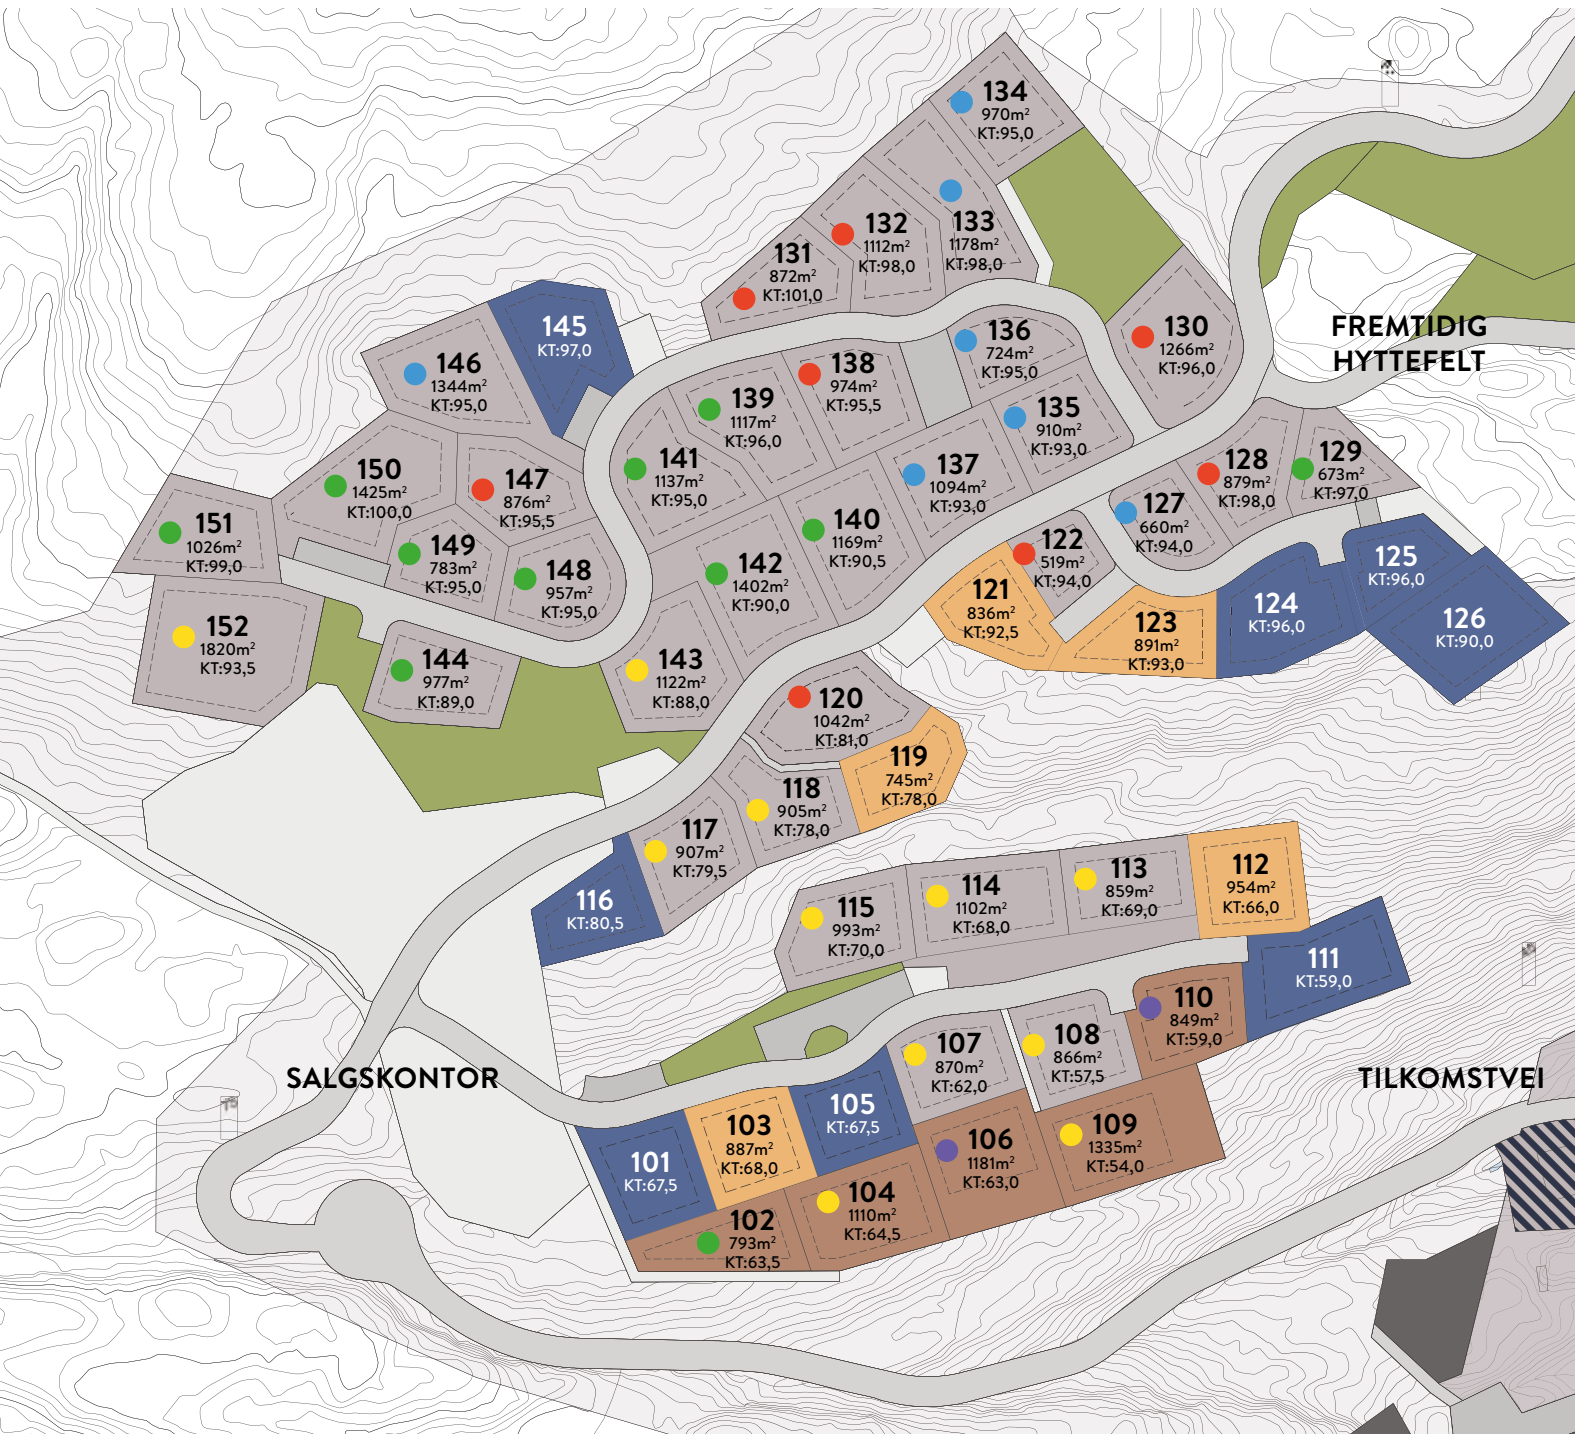 134
970m²
KT:95,0
133
1178m²
KT:98,0
132
1112m²
KT:98,0
131
872m²
KT:101,0
130
1266m²
KT:96,0
FREMTIDIG
HYTTEFELT
145
KT:97,0
146
1344m²
KT:95,0
136
724m²
KT:95,0
138
974m²
KT:95,5
139
1117m²
KT:96,0
135
910m²
KT:93,0
141
1137m²
KT:95,0
137
1094m²
KT:93,0
128
879m²
KT:98,0
129
673m²
KT:97,0
150
1425m²
KT:100,0
147
876m²
KT:95,5
127
660m²
KT:94,0
151
1026m²
KT:99,0
149
783m²
KT:95,0
148
957m²
KT:95,0
142
1402m²
KT:90,0
140
1169m²
KT:90,5
122
519m²
KT:94,0
121
836m²
KT:92,5
123
891m²
KT:93,0
124
KT:96,0
125
KT:96,0
126
KT:90,0
152
1820m²
KT:93,5
144
977m²
KT:89,0
143
1122m²
KT:88,0
120
1042m²
KT:81,0
119
745m²
KT:78,0
118
905m²
KT:78,0
117
907m²
KT:79,5
116
KT:80,5
115
993m²
KT:70,0
114
1102m²
KT:68,0
113
859m²
KT:69,0
112
954m²
KT:66,0
111
KT:59,0
110
849m²
KT:59,0
108
866m²
KT:57,5
107
870m²
KT:62,0
SALGSKONTOR
TILKOMSTVEI
105
KT:67,5
103
887m²
KT:68,0
101
KT:67,5
109
1335m²
KT:54,0
106
1181m²
KT:63,0
104
1110m²
KT:64,5
102
793m²
KT:63,5